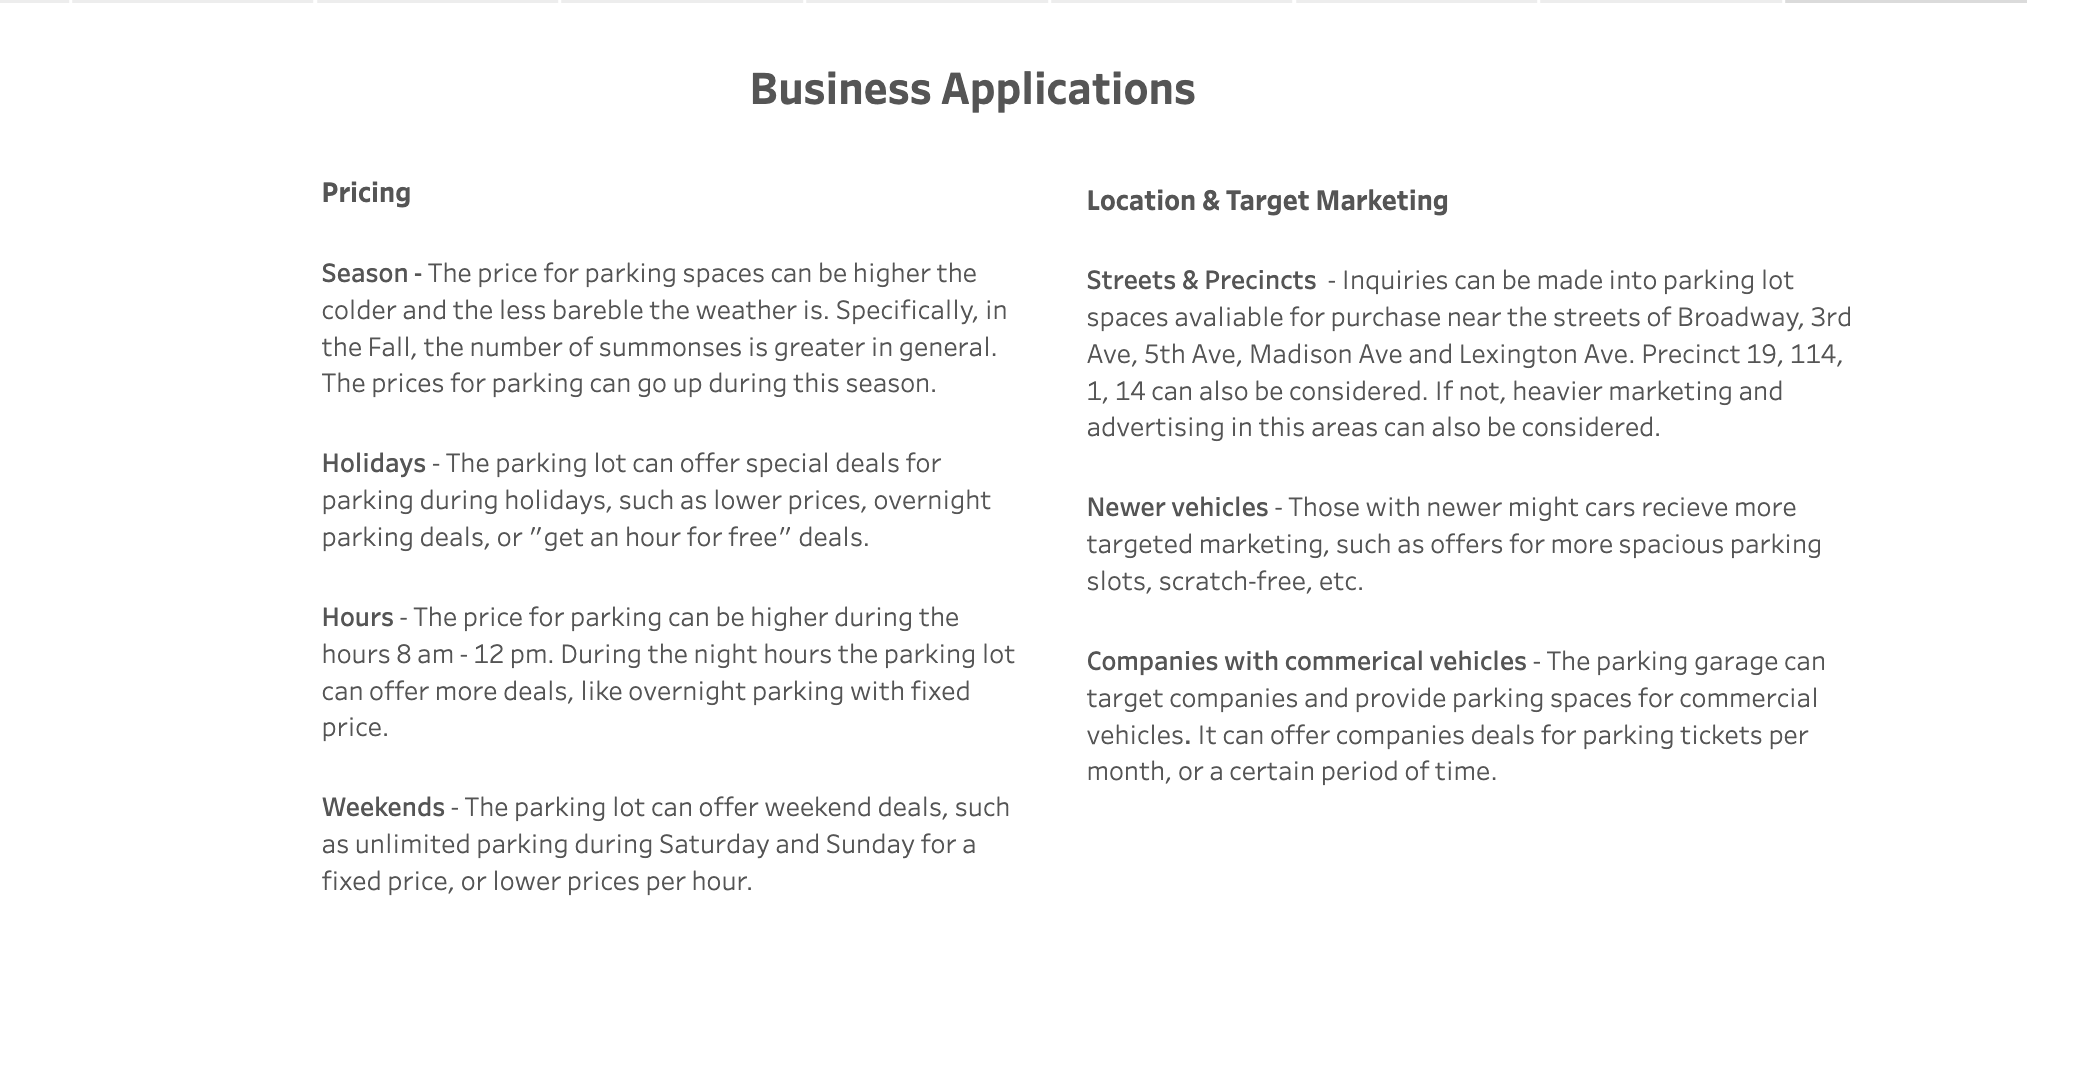 Business Applications
Pricing
Season - The price for parking spaces can be higher the
colder and the less bareble the weather is. Specifically, in
the Fall, the number of summonses is greater in general.
The prices for parking can go up during this season.
Holidays - The parking lot can offer special deals for
parking during holidays, such as lower prices, overnight
parking deals, or ”get an hour for free” deals.
Hours - The price for parking can be higher during the
hours 8 am - 12 pm. During the night hours the parking lot
can offer more deals, like overnight parking with fixed
price.
Weekends - The parking lot can offer weekend deals, such
as unlimited parking during Saturday and Sunday for a
fixed price, or lower prices per hour.
Location & Target Marketing
Streets & Precincts  - Inquiries can be made into parking lot
spaces avaliable for purchase near the streets of Broadway, 3rd
Ave, 5th Ave, Madison Ave and Lexington Ave. Precinct 19, 114,
1, 14 can also be considered. If not, heavier marketing and
advertising in this areas can also be considered.
Newer vehicles - Those with newer might cars recieve more
targeted marketing, such as offers for more spacious parking
slots, scratch-free, etc.
Companies with commerical vehicles - The parking garage can
target companies and provide parking spaces for commercial
vehicles. It can offer companies deals for parking tickets per
month, or a certain period of time.